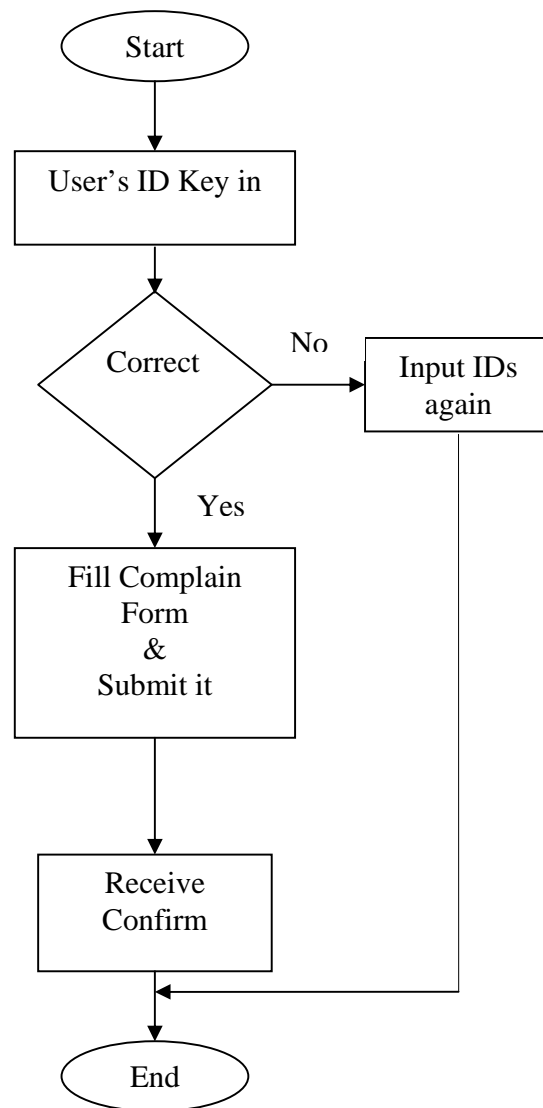 Start
User’s ID Key in
Correct
No
Input IDs
again
Yes
Fill Complain
Form
&
Submit it
Receive
Confirm
End